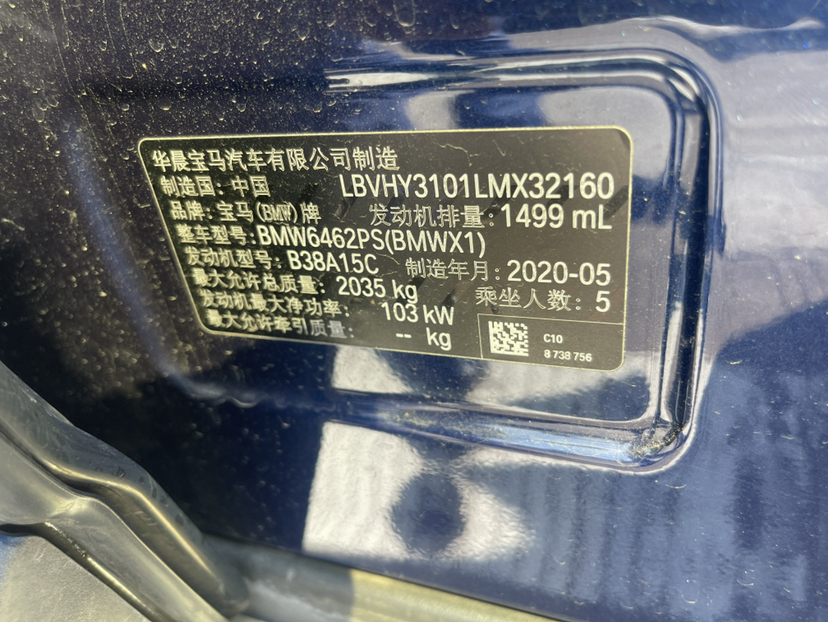 华晨宝马汽车有限公司制造
制造国: 中国 LBVHY3101LMX32160
品牌: 宝马(BMW)牌 发动机排量: 1499 mL
整车型号: BMW6462PS(BMWX1)
发动机型号: B38A15C 制造年月: 2020-05
最大允许总质量: 2035 kg 乘坐人数: 5
发动机最大净功率: 103 kW
最大允许牵引质量: -- kg
C10
8 738 756